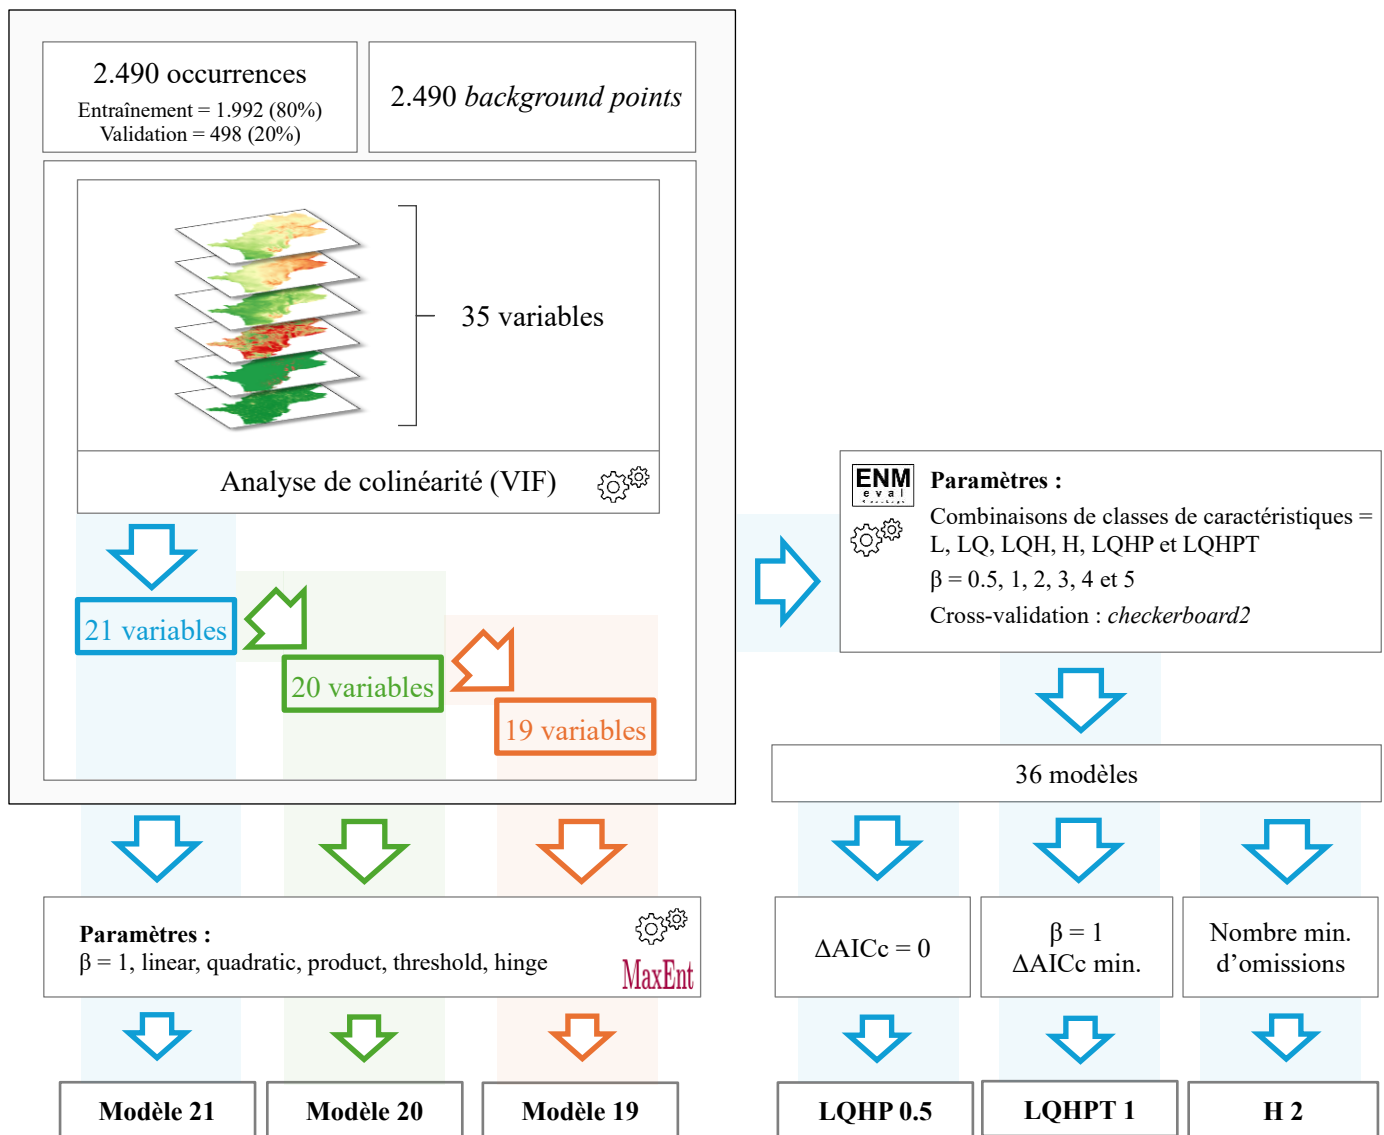 2.490 occurrences
Entraînement = 1.992 (80%)
Validation = 498 (20%)
2.490 background points
35 variables
Analyse de colinéarité (VIF)
21 variables
20 variables
19 variables
ENM
eval
Paramètres :
Combinaisons de classes de caractéristiques =
L, LQ, LQH, H, LQHP et LQHPT
β = 0.5, 1, 2, 3, 4 et 5
Cross-validation : checkerboard2
36 modèles
Paramètres :
β = 1, linear, quadratic, product, threshold, hinge
MaxEnt
ΔAICc = 0
β = 1
ΔAICc min.
Nombre min.
d’omissions
Modèle 21
Modèle 20
Modèle 19
LQHP 0.5
LQHPT 1
H 2